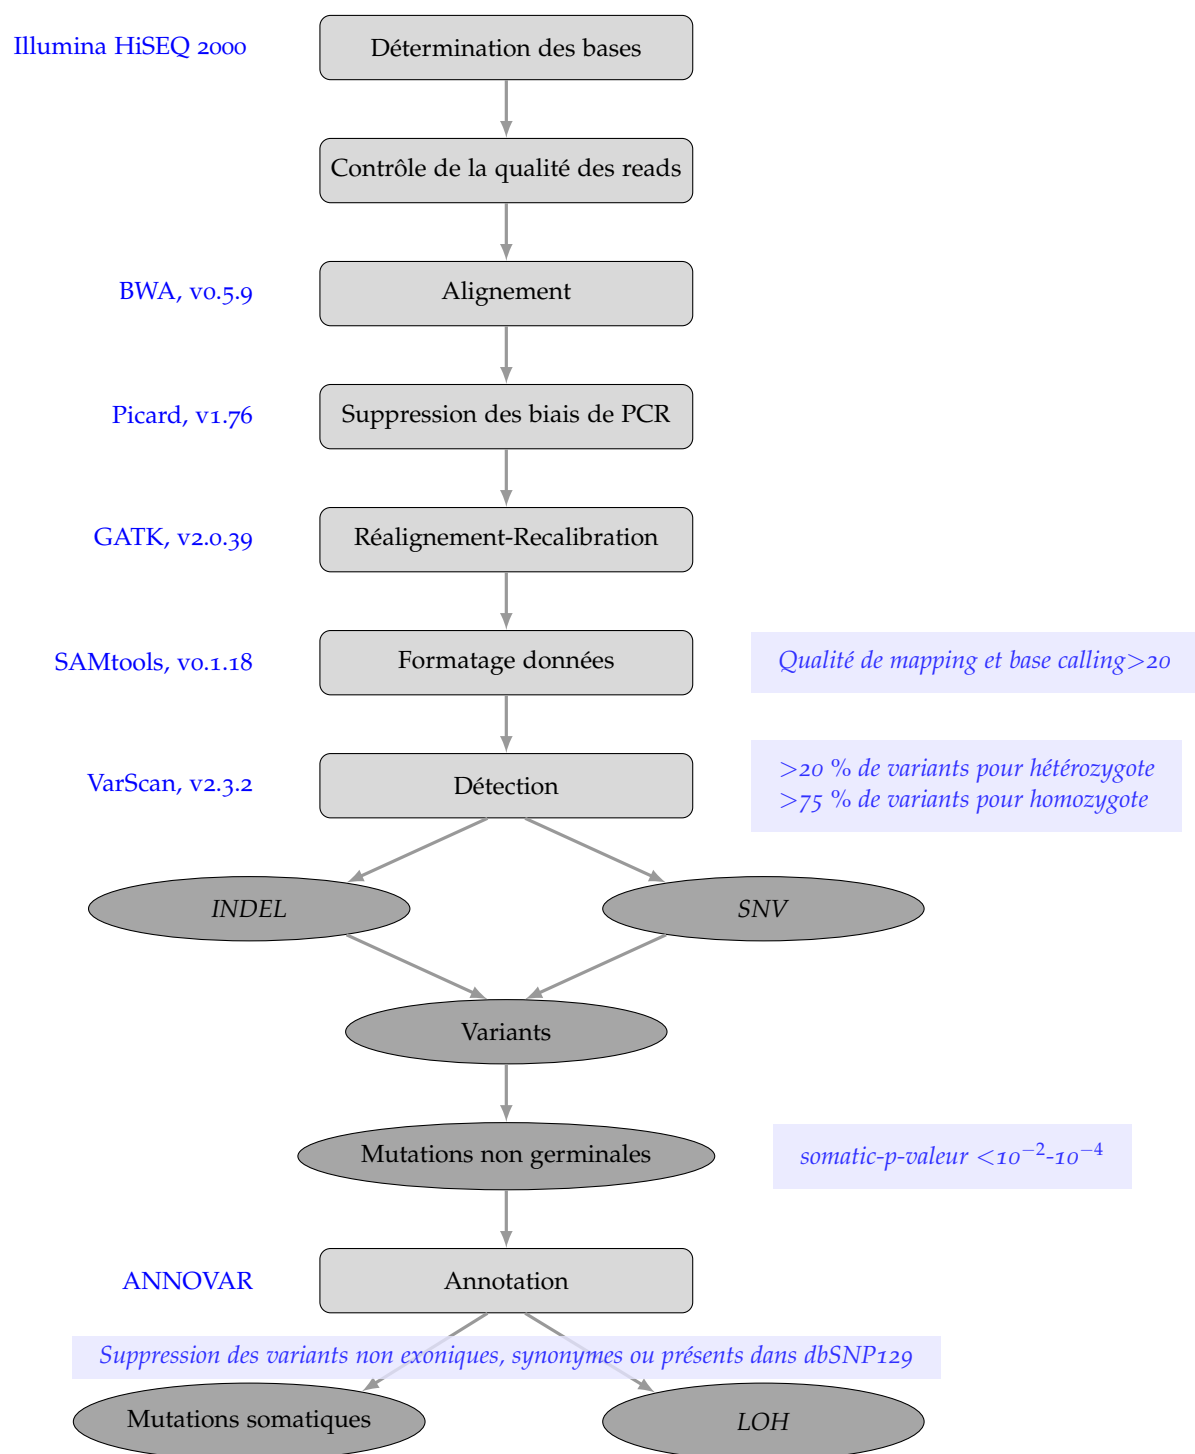 Illumina HiSEQ 2000
Détermination des bases
Contrôle de la qualité des reads
BWA, v0.5.9
Alignement
Picard, v1.76
Suppression des biais de PCR
GATK, v2.0.39
Réalignement-Recalibration
SAMtools, v0.1.18
Formatage données
Qualité de mapping et base calling>20
VarScan, v2.3.2
Détection
>20 % de variants pour hétérozygote
>75 % de variants pour homozygote
INDEL
SNV
Variants
Mutations non germinales
somatic-p-valeur <10⁻²-10⁻⁴
ANNOVAR
Annotation
Suppression des variants non exoniques, synonymes ou présents dans dbSNP129
Mutations somatiques
LOH